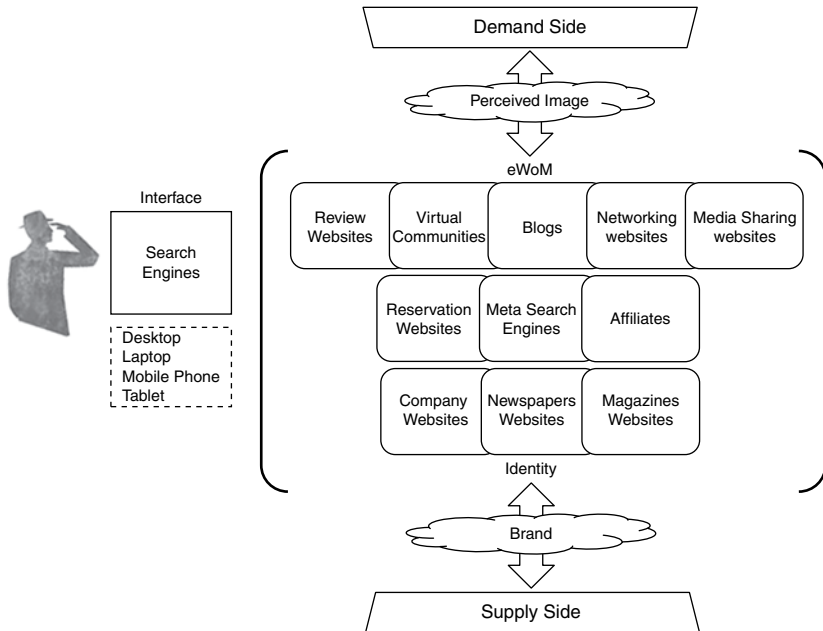 Demand Side
Perceived Image
eWoM
Interface
Search
Engines
Desktop
Laptop
Mobile Phone
Tablet
Review
Websites
Virtual
Communities
Blogs
Networking
websites
Media Sharing
websites
Reservation
Websites
Meta Search
Engines
Affiliates
Company
Websites
Newspapers
Websites
Magazines
Websites
Identity
Brand
Supply Side